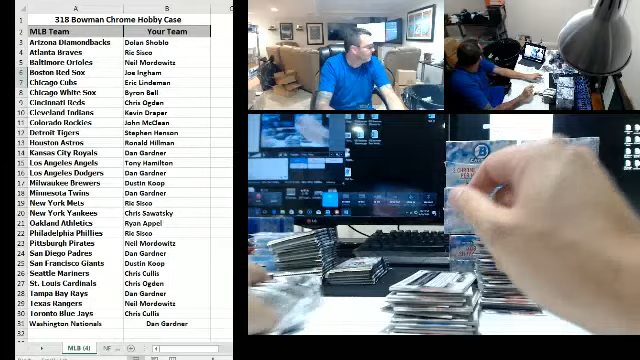 318 Bowman Chrome Hobby Case
MLB Team Your Team
Arizona Diamondbacks Dolan Shoblo
Atlanta Braves Ric Sisco
Baltimore Orioles Neil Mordowitz
Boston Red Sox Joe Ingham
Chicago Cubs Eric Lindeman
Chicago White Sox Byron Bell
Cincinnati Reds Chris Ogden
Cleveland Indians Kevin Draper
Colorado Rockies John McClean
Detroit Tigers Stephen Henson
Houston Astros Ronald Hillman
Kansas City Royals Dan Gardner
Los Angeles Angels Tony Hamilton
Los Angeles Dodgers Dan Gardner
Milwaukee Brewers Dustin Koop
Minnesota Twins Dan Gardner
New York Mets Ric Sisco
New York Yankees Chris Sawatsky
Oakland Athletics Ryan Appel
Philadelphia Phillies Ric Sisco
Pittsburgh Pirates Neil Mordowitz
San Diego Padres Dan Gardner
San Francisco Giants Dustin Koop
Seattle Mariners Chris Cullis
St. Louis Cardinals Chris Ogden
Tampa Bay Rays Dan Gardner
Texas Rangers Neil Mordowitz
Toronto Blue Jays Chris Cullis
Washington Nationals Dan Gardner
MLB (4)